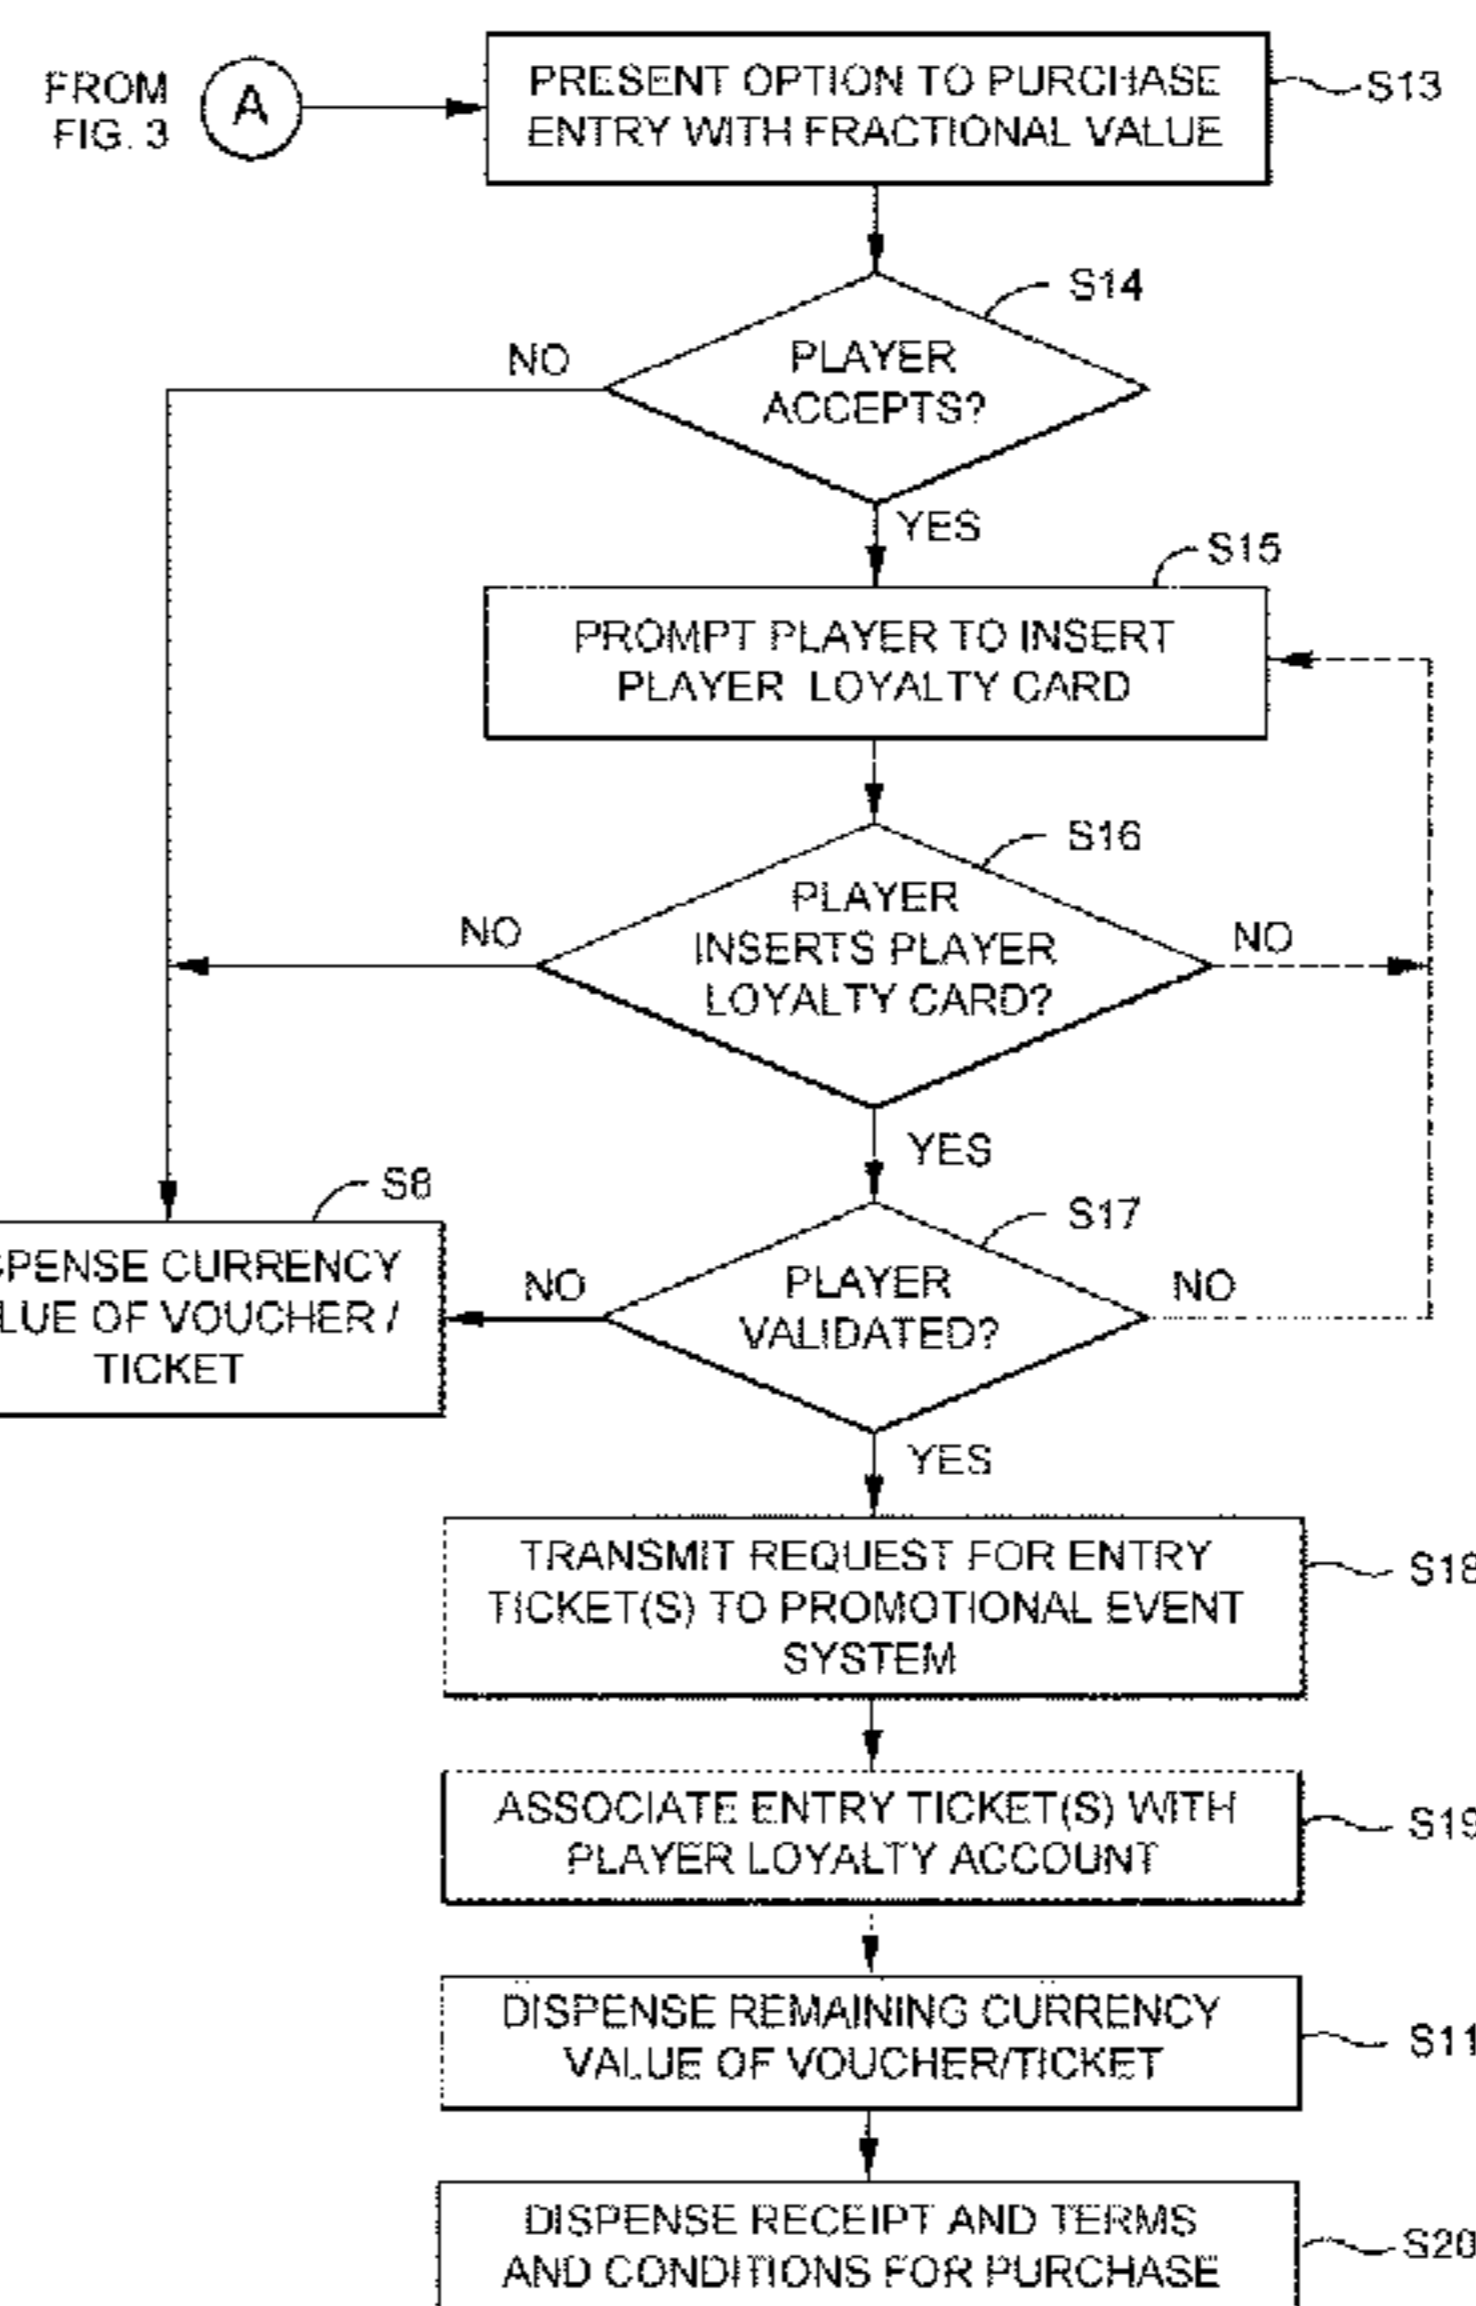 FROM
FIG. 3
A
PRESENT OPTION TO PURCHASE
ENTRY WITH FRACTIONAL VALUE
S13
S14
PLAYER
ACCEPTS?
NO
YES
S15
PROMPT PLAYER TO INSERT
PLAYER LOYALTY CARD
S16
PLAYER
INSERTS PLAYER
LOYALTY CARD?
NO
NO
YES
S8
PENSE CURRENCY
LUE OF VOUCHER /
TICKET
S17
PLAYER
VALIDATED?
NO
NO
YES
TRANSMIT REQUEST FOR ENTRY
TICKET(S) TO PROMOTIONAL EVENT
SYSTEM
S18
ASSOCIATE ENTRY TICKET(S) WITH
PLAYER LOYALTY ACCOUNT
S19
DISPENSE REMAINING CURRENCY
VALUE OF VOUCHER/TICKET
S11
DISPENSE RECEIPT AND TERMS
AND CONDITIONS FOR PURCHASE
S20